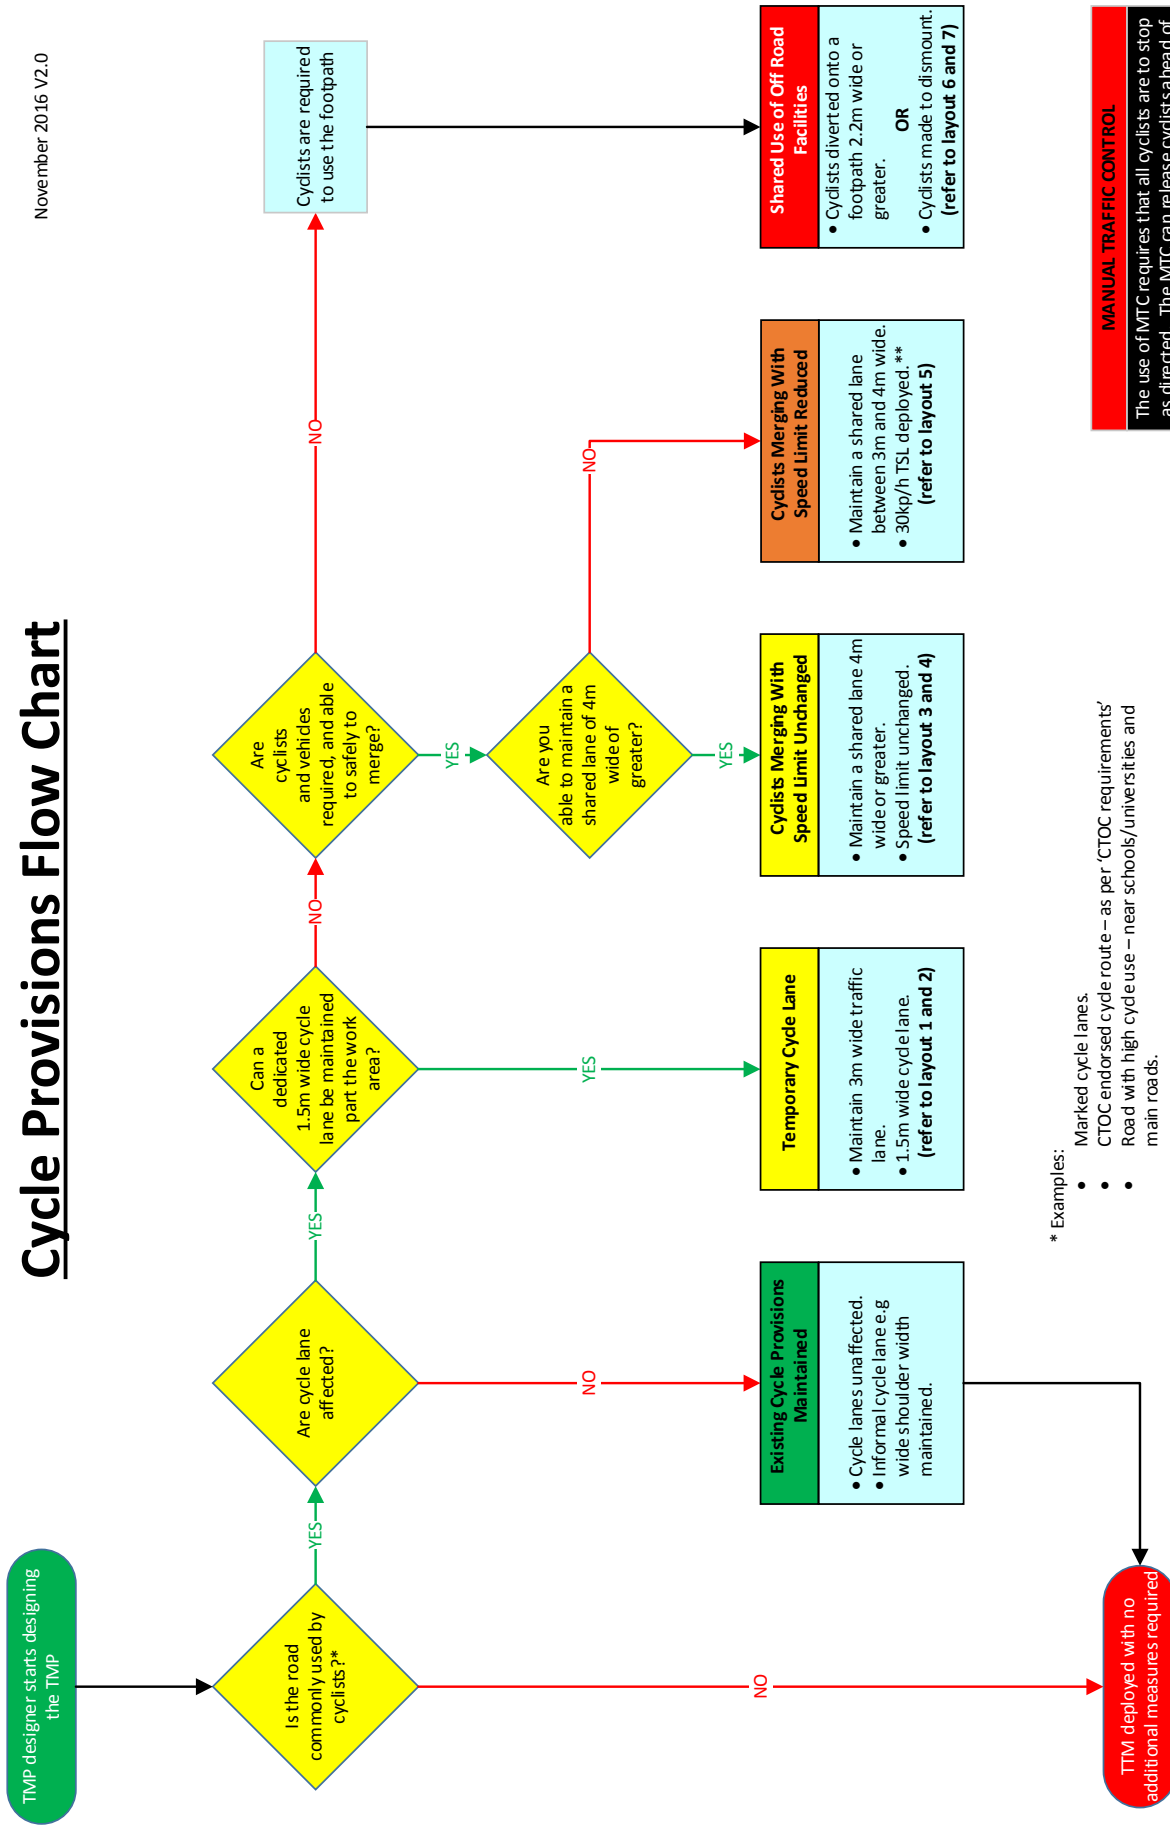 November 2016 V2.0
Cycle Provisions Flow Chart
TMP designer starts designing
the TMP
Is the road
commonly used by
cyclists?*
YES
NO
Are cycle lane
affected?
YES
NO
Can a
dedicated
1.5m wide cycle
lane be maintained
part the work
area?
NO
YES
Are
cyclists
and vehicles
required, and able
to safely to
merge?
NO
YES
Cyclists are required
to use the footpath
Are you
able to maintain a
shared lane of 4m
wide of
greater?
NO
YES
Existing Cycle Provisions
Maintained
• Cycle lanes unaffected.
• Informal cycle lane e.g
wide shoulder width
maintained.
Temporary Cycle Lane
• Maintain 3m wide traffic
lane.
• 1.5m wide cycle lane.
(refer to layout 1 and 2)
Cyclists Merging With
Speed Limit Unchanged
• Maintain a shared lane 4m
wide or greater.
• Speed limit unchanged.
(refer to layout 3 and 4)
Cyclists Merging With
Speed Limit Reduced
• Maintain a shared lane
between 3m and 4m wide.
• 30kp/h TSL deployed.**
(refer to layout 5)
Shared Use of Off Road
Facilities
• Cyclists diverted onto a
footpath 2.2m wide or
greater.
OR
• Cyclists made to dismount.
(refer to layout 6 and 7)
TTM deployed with no
additional measures required
* Examples:
• Marked cycle lanes.
• CTOC endorsed cycle route – as per ‘CTOC requirements’
• Road with high cycle use – near schools/universities and
main roads.
MANUAL TRAFFIC CONTROL
The use of MTC requires that all cyclists are to stop
as directed. The MTC can release cyclists ahead of